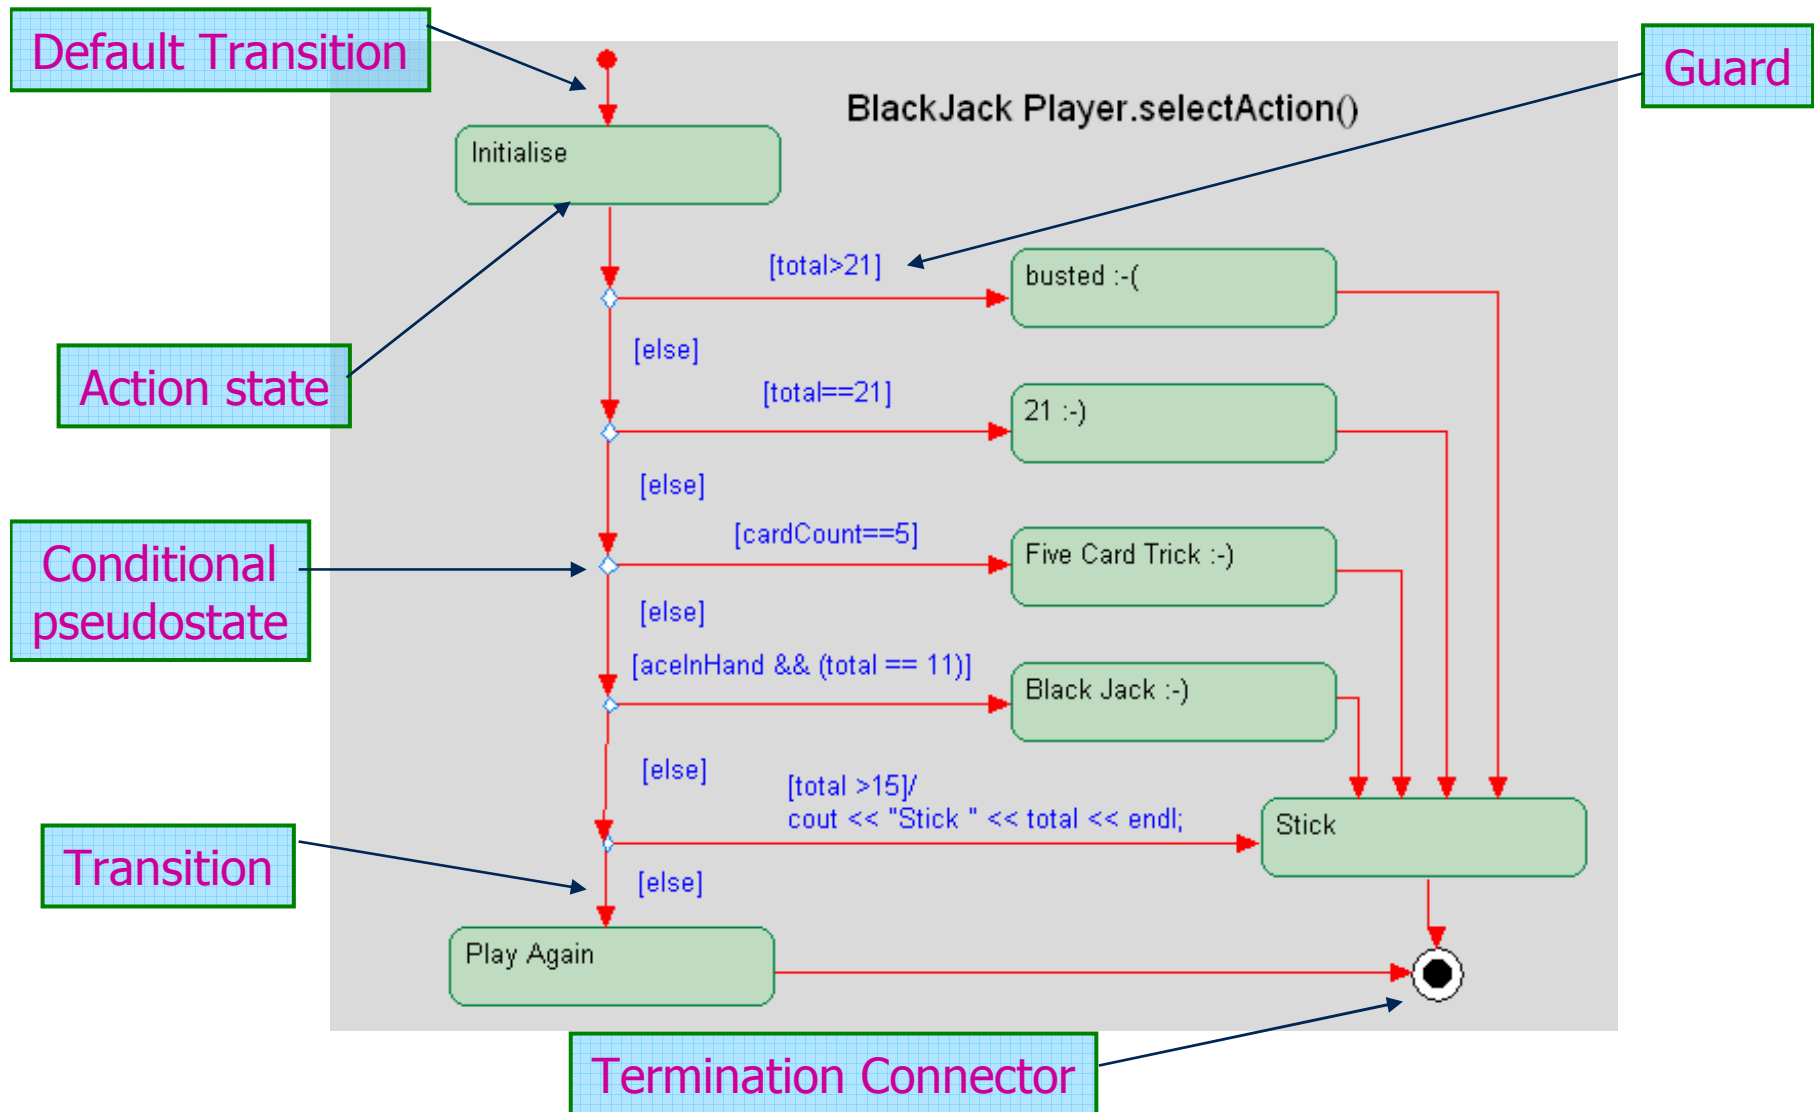 Default Transition
Guard
BlackJack Player.selectAction()
Initialise
[total>21]
busted :-(
[else]
Action state
[total==21]
21 :-)
[else]
[cardCount==5]
Five Card Trick :-)
Conditional
pseudostate
[else]
[aceInHand && (total == 11)]
Black Jack :-)
[else]
[total >15]/
cout << "Stick " << total << endl;
Stick
Transition
[else]
Play Again
Termination Connector